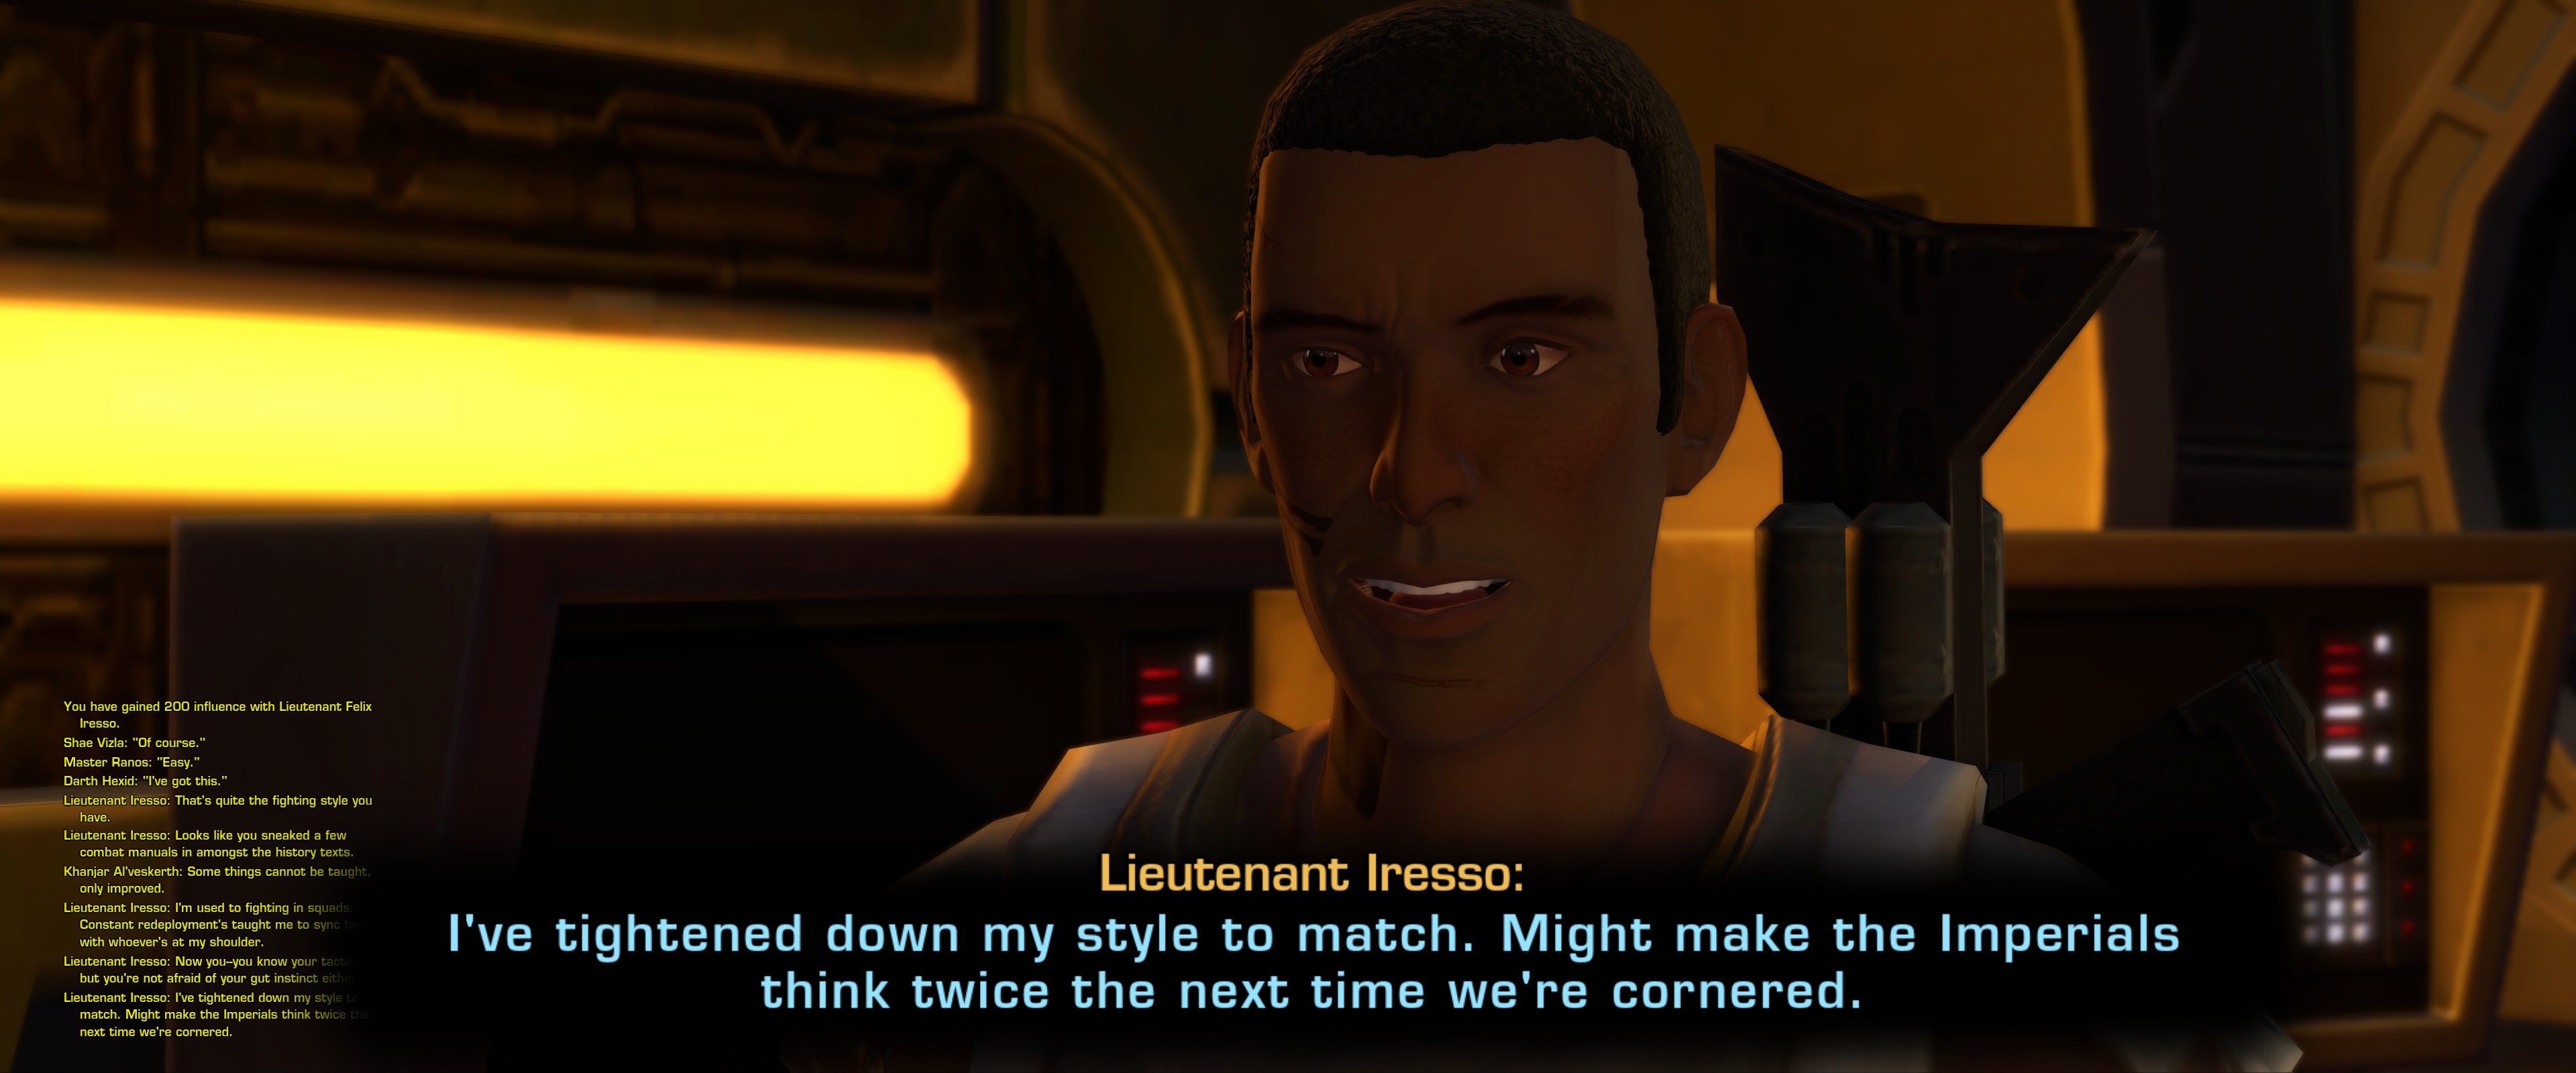 You have gained 200 influence with Lieutenant Felix
Iresso.
Shae Vizla: "Of course."
Master Ranos: "Easy."
Darth Hexid: "I've got this."
Lieutenant Iresso: That's quite the fighting style you
have.
Lieutenant Iresso: Looks like you sneaked a few
combat manuals in amongst the history texts.
Khanjar Al'veskerth: Some things cannot be taught,
only improved.
Lieutenant Iresso: I'm used to fighting in squads.
Constant redeployment's taught me to sync
with whoever's at my shoulder.
Lieutenant Iresso: Now you–you know your
but you're not afraid of your gut instinct either
Lieutenant Iresso: I've tightened down my style to
match. Might make the Imperials think twice the
next time we're cornered.
Lieutenant Iresso:
I've tightened down my style to match. Might make the Imperials
think twice the next time we're cornered.